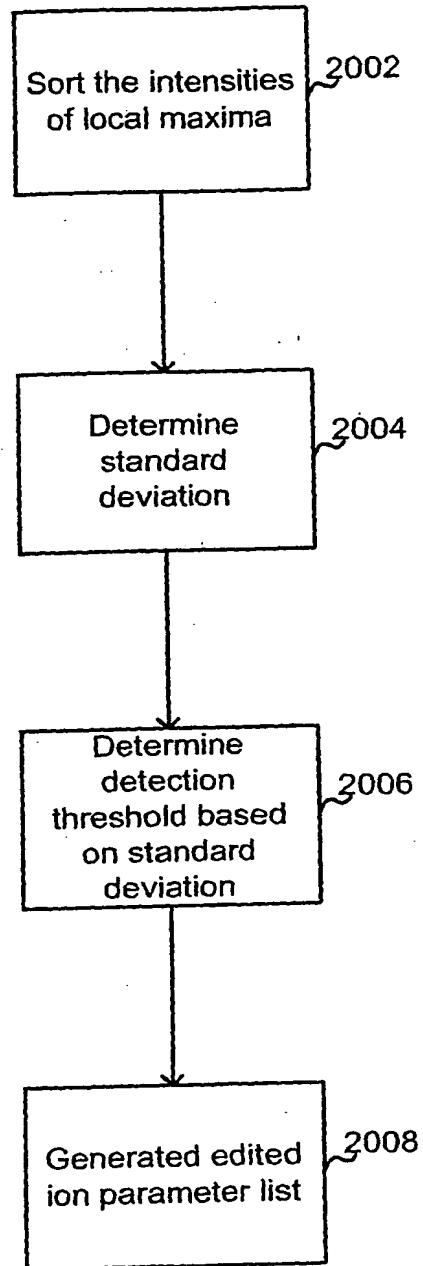 Sort the intensities
of local maxima
2002
Determine
standard
deviation
2004
Determine
detection
threshold based
on standard
deviation
2006
Generated edited
ion parameter list
2008